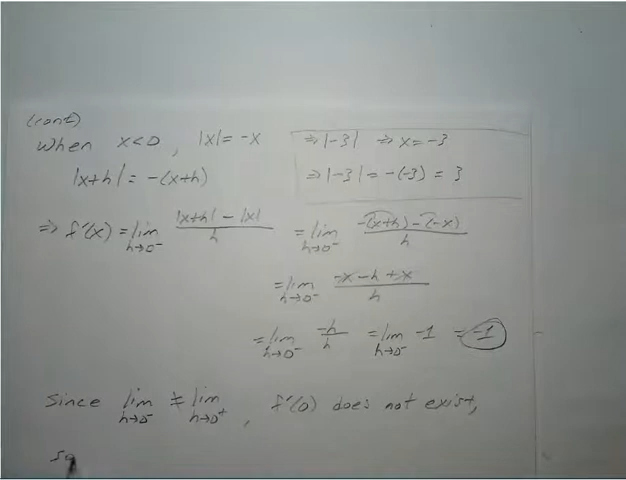 (cont)
When x<0, |x|= -x ⇒|-3| ⇒ x=-3
|x+h| = -(x+h) ⇒|-3| = -(-3) = 3
⇒ f'(x) = lim h→0⁻ |x+h| - |x| / h = lim h→0⁻ -(x+h) - (-x) / h
= lim h→0⁻ -x-h+x / h
= lim h→0⁻ -h/h = lim h→0⁻ -1 = -1
Since lim h→0⁻ ≠ lim h→0⁺, f'(0) does not exist,
so